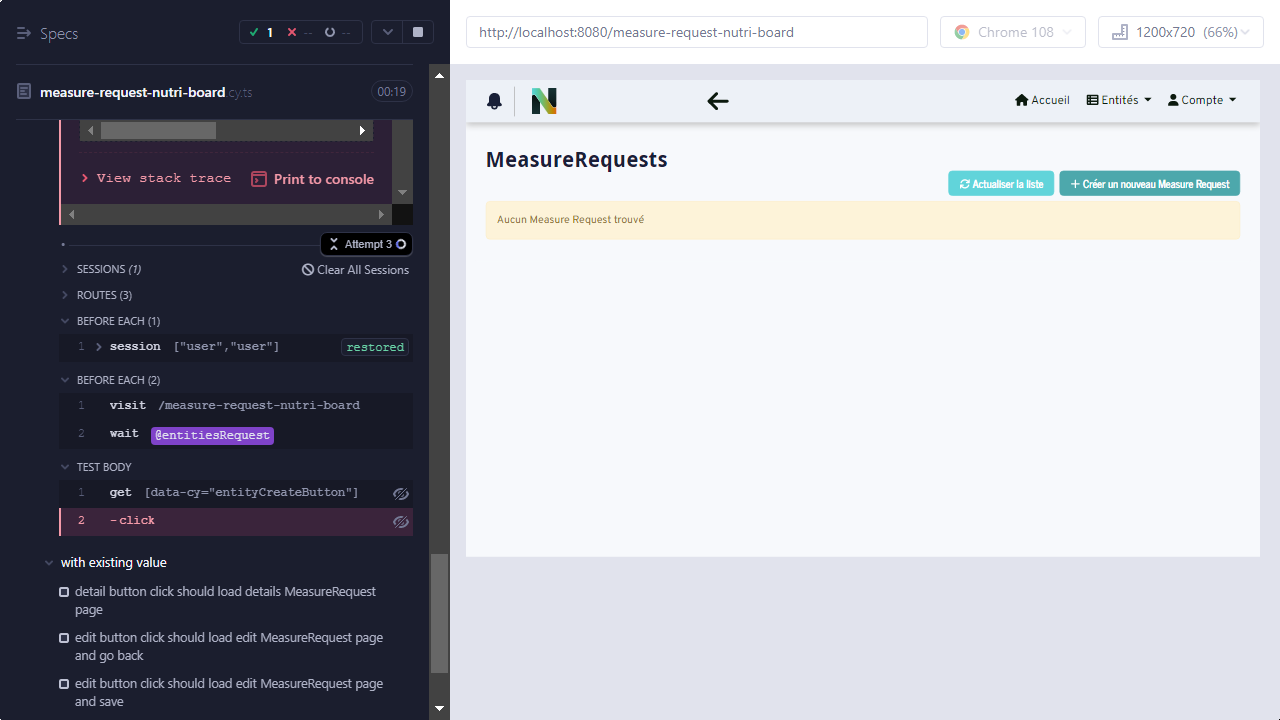 Specs
1
--
--
measure-request-nutri-board.cy.ts
00:19
View stack trace
Print to console
Attempt 3
SESSIONS (1)
Clear All Sessions
ROUTES (3)
BEFORE EACH (1)
1 session ["user","user"] restored
BEFORE EACH (2)
1 visit /measure-request-nutri-board
2 wait @entitiesRequest
TEST BODY
1 get [data-cy="entityCreateButton"]
2 -click
with existing value
detail button click should load details MeasureRequest
page
edit button click should load edit MeasureRequest page
and go back
edit button click should load edit MeasureRequest page
and save
http://localhost:8080/measure-request-nutri-board
Chrome 108
1200x720 (66%)
Accueil
Entités
Compte
MeasureRequests
Actualiser la liste
Créer un nouveau Measure Request
Aucun Measure Request trouvé